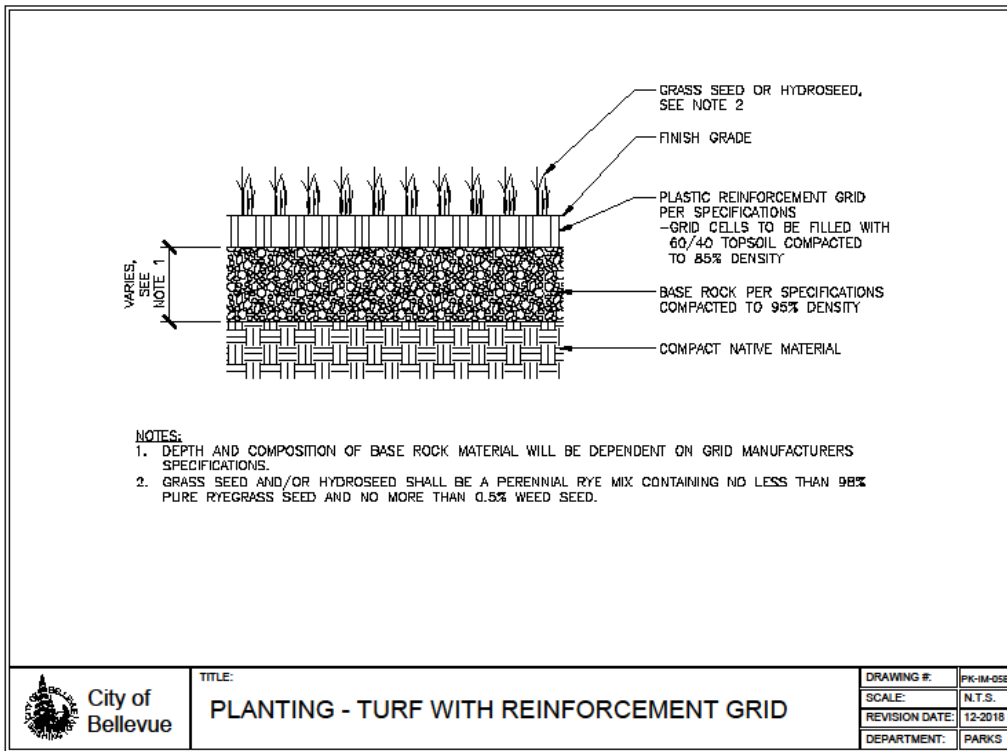 GRASS SEED OR HYDROSEED,
SEE NOTE 2
FINISH GRADE
PLASTIC REINFORCEMENT GRID
PER SPECIFICATIONS
-GRID CELLS TO BE FILLED WITH
60/40 TOPSOIL COMPACTED
TO 85% DENSITY
BASE ROCK PER SPECIFICATIONS
COMPACTED TO 95% DENSITY
COMPACT NATIVE MATERIAL
VARIES,
SEE
NOTE 1
NOTES:
1. DEPTH AND COMPOSITION OF BASE ROCK MATERIAL WILL BE DEPENDENT ON GRID MANUFACTURERS
SPECIFICATIONS.
2. GRASS SEED AND/OR HYDROSEED SHALL BE A PERENNIAL RYE MIX CONTAINING NO LESS THAN 98%
PURE RYEGRASS SEED AND NO MORE THAN 0.5% WEED SEED.
City of
Bellevue
TITLE:
PLANTING - TURF WITH REINFORCEMENT GRID
DRAWING #:
SCALE: N.T.S.
REVISION DATE: 12-2018
DEPARTMENT: PARKS